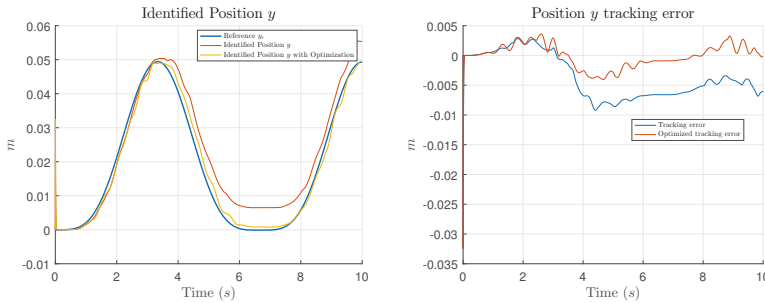 Identified Position y
0.06
0.05
0.04
0.03
0.02
0.01
0
-0.01
m
0
2
4
6
8
10
Time (s)
Reference yᵣ
Identified Position y
Identified Position y with Optimization
Position y tracking error
0.005
0
-0.005
-0.01
-0.015
-0.02
-0.025
-0.03
-0.035
m
0
2
4
6
8
10
Time (s)
Tracking error
Optimized tracking error